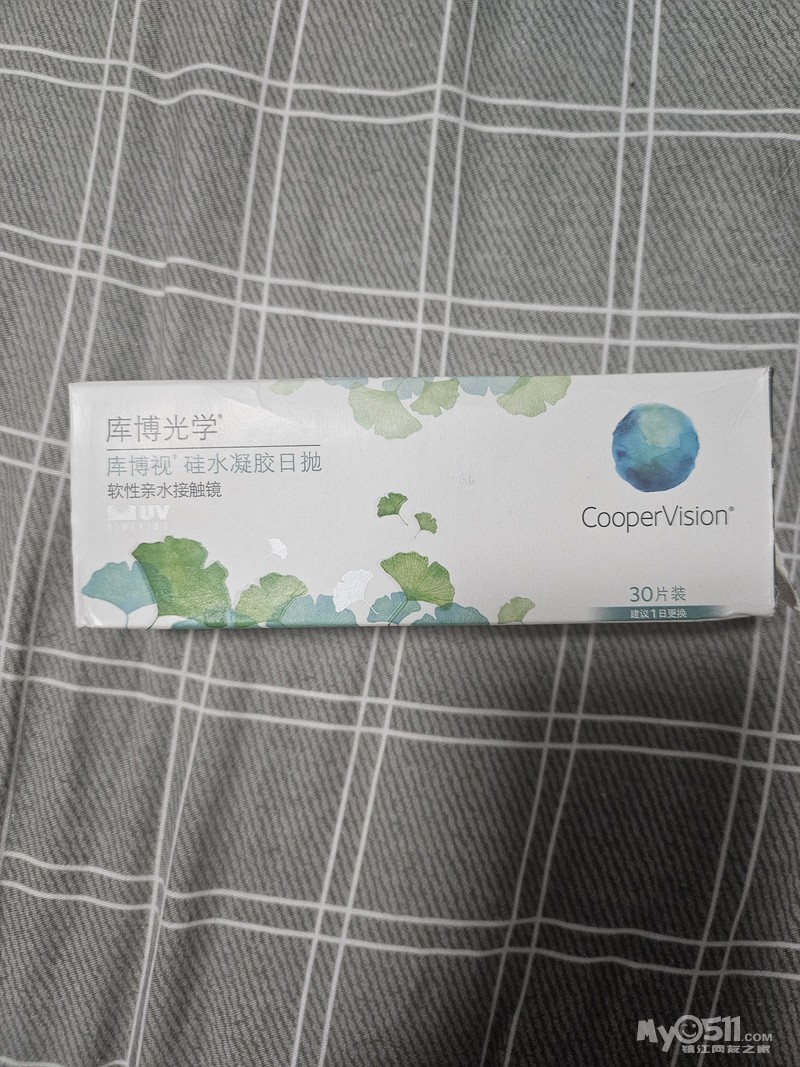 库博光学®
库博视® 硅水凝胶日抛
软性亲水接触镜
UV
BLOCKING
CooperVision®
30片装
建议1日更换
MyO511.COM
镇江网友之家